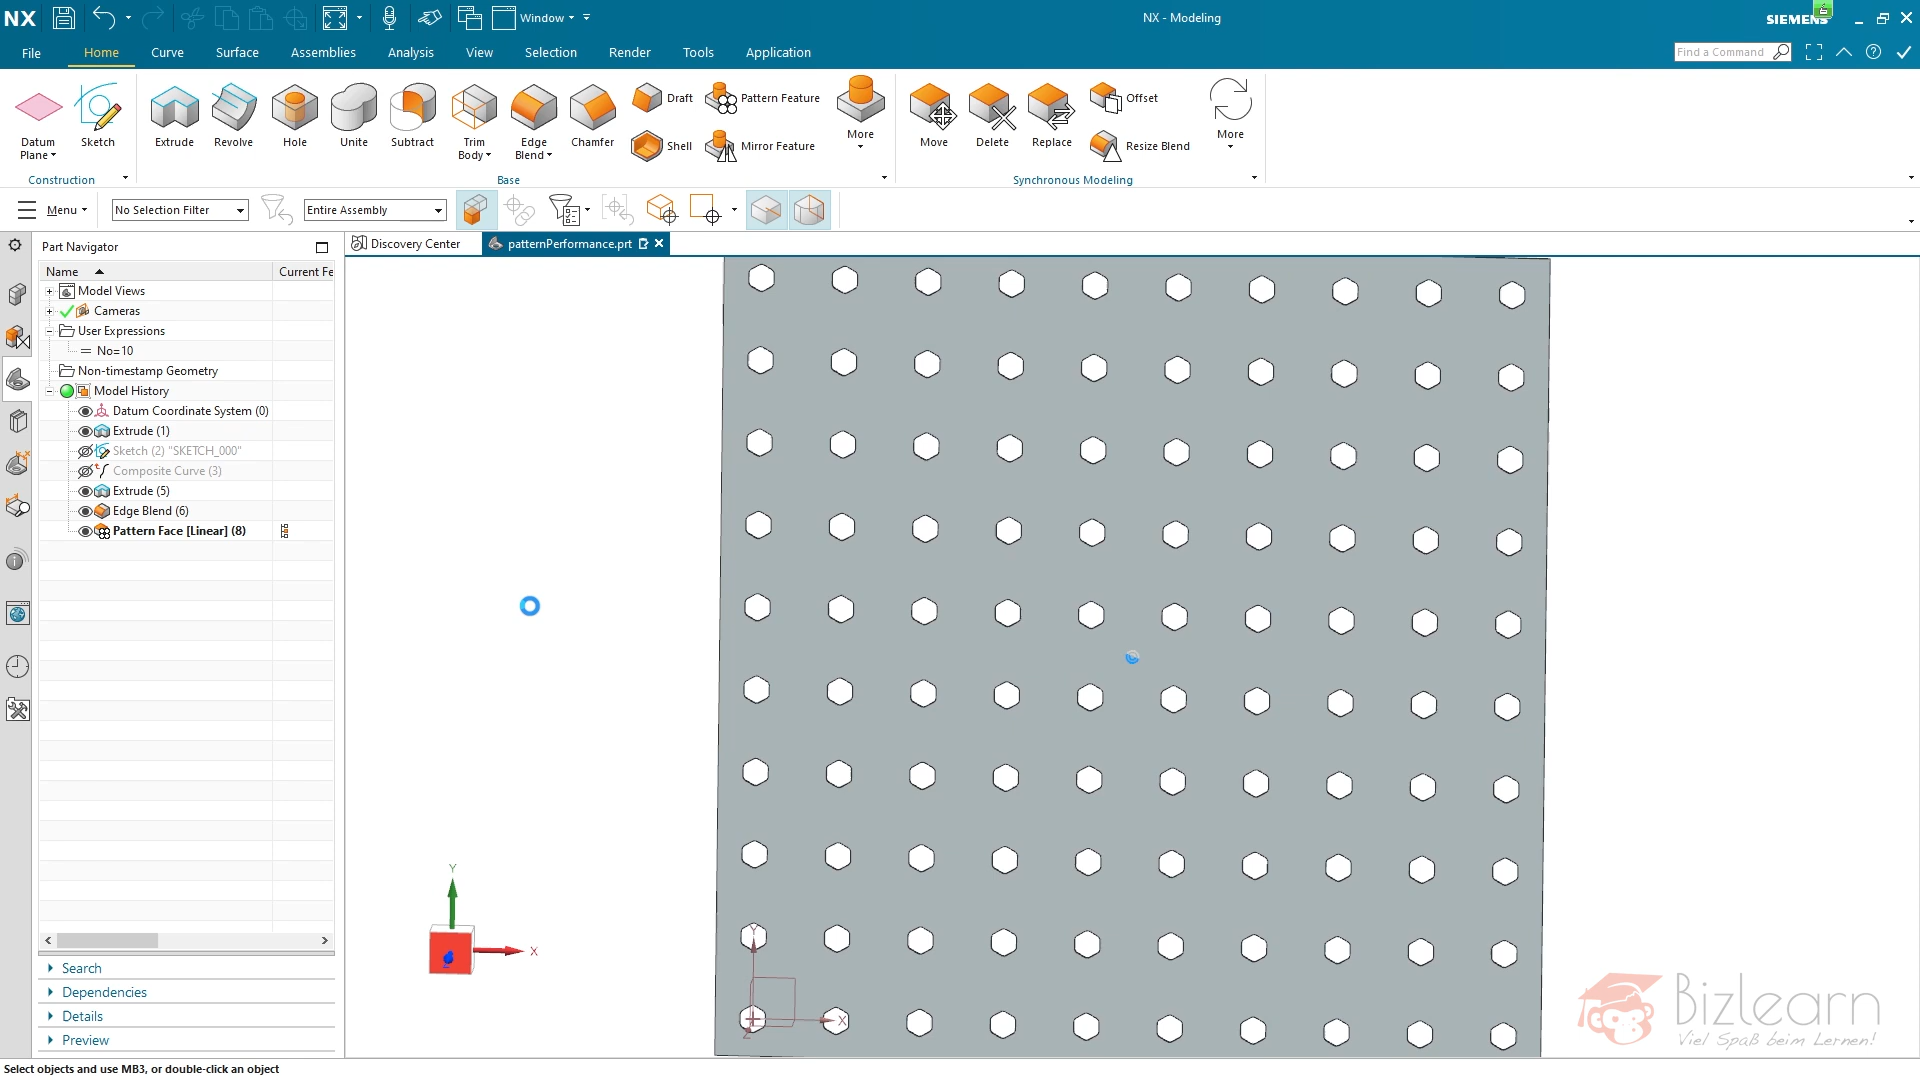 NX
Window
NX - Modeling
SIEMENS
File
Home
Curve
Surface
Assemblies
Analysis
View
Selection
Render
Tools
Application
Find a Command
Datum Plane
Sketch
Extrude
Revolve
Hole
Unite
Subtract
Trim Body
Edge Blend
Chamfer
Draft
Shell
Pattern Feature
Mirror Feature
More
Move
Delete
Replace
Offset
Resize Blend
More
Construction
Base
Synchronous Modeling
Menu
No Selection Filter
Entire Assembly
Part Navigator
Discovery Center
patternPerformance.prt
Name
Current Fe
Model Views
Cameras
User Expressions
No=10
Non-timestamp Geometry
Model History
Datum Coordinate System (0)
Extrude (1)
Sketch (2) "SKETCH_000"
Composite Curve (3)
Extrude (5)
Edge Blend (6)
Pattern Face [Linear] (8)
Search
Dependencies
Details
Preview
Y
X
Y
X
Z
Bizlearn
Viel Spaß beim Lernen!
Select objects and use MB3, or double-click an object